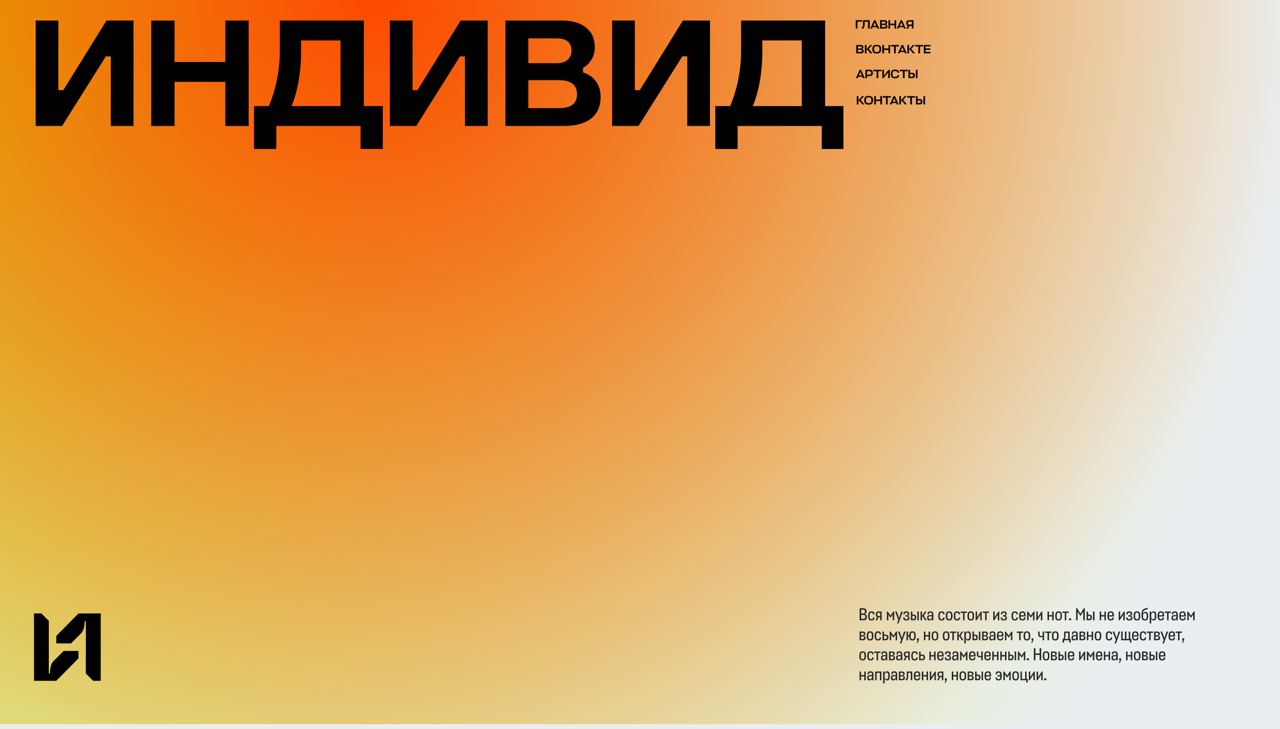 ИНДИВИД
ГЛАВНАЯ
ВКОНТАКТЕ
АРТИСТЫ
КОНТАКТЫ
И
Вся музыка состоит из семи нот. Мы не изобретаем
восьмую, но открываем то, что давно существует,
оставаясь незамеченным. Новые имена, новые
направления, новые эмоции.